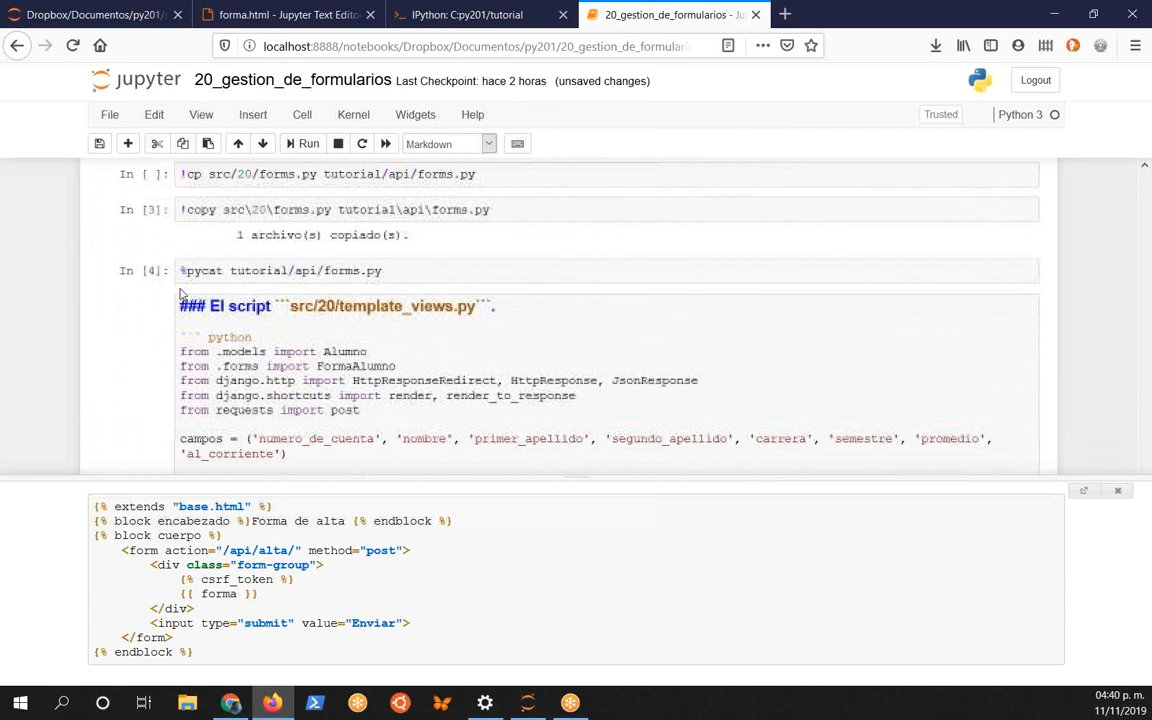 Dropbox/Documentos/py201/
forma.html - Jupyter Text Editor
IPython: C:py201/tutorial
20_gestion_de_formularios - Ju
localhost:8888/notebooks/Dropbox/Documentos/py201/20_gestion_de_formulari
jupyter 20_gestion_de_formularios Last Checkpoint: hace 2 horas (unsaved changes)
Logout
File Edit View Insert Cell Kernel Widgets Help
Trusted
Python 3
Run
Markdown
In [ ]: !cp src/20/forms.py tutorial/api/forms.py
In [3]: !copy src\20\forms.py tutorial\api\forms.py
1 archivo(s) copiado(s).
In [4]: %pycat tutorial/api/forms.py
### El script ```src/20/template_views.py```.
``` python
from .models import Alumno
from .forms import FormaAlumno
from django.http import HttpResponseRedirect, HttpResponse, JsonResponse
from django.shortcuts import render, render_to_response
from requests import post
campos = ('numero_de_cuenta', 'nombre', 'primer_apellido', 'segundo_apellido', 'carrera', 'semestre', 'promedio',
'al_corriente')
{% extends "base.html" %}
{% block encabezado %}Forma de alta {% endblock %}
{% block cuerpo %}
<form action="/api/alta/" method="post">
<div class="form-group">
{% csrf_token %}
{{ forma }}
</div>
<input type="submit" value="Enviar">
</form>
{% endblock %}
04:40 p. m.
11/11/2019